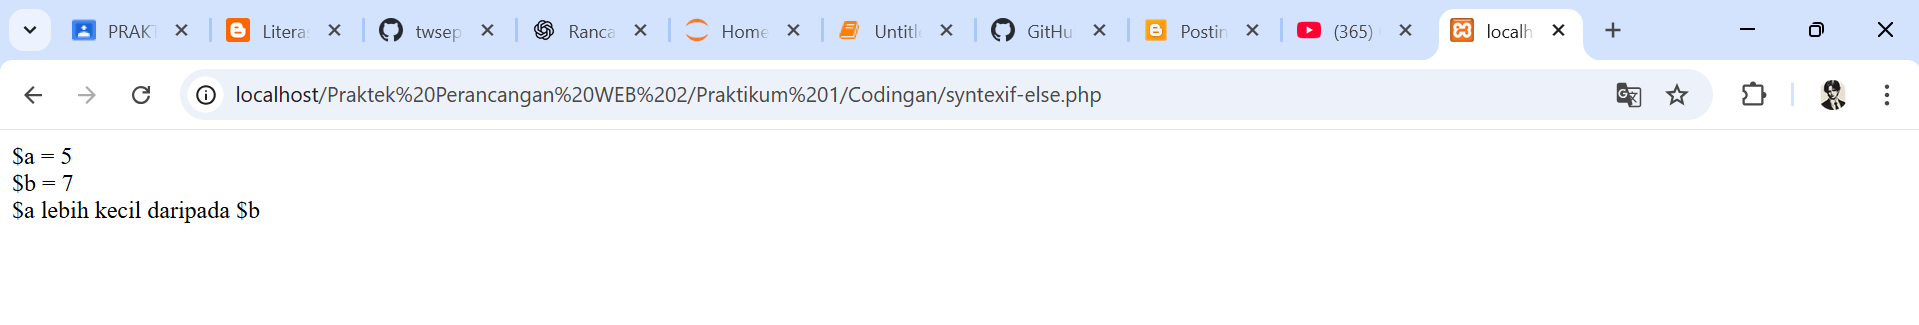 PRAKT
Litera
twsep
Ranca
Home
Untitl
GitHu
Postin
(365)
localh
localhost/Praktek%20Perancangan%20WEB%202/Praktikum%201/Codingan/syntexif-else.php
$a = 5
$b = 7
$a lebih kecil daripada $b